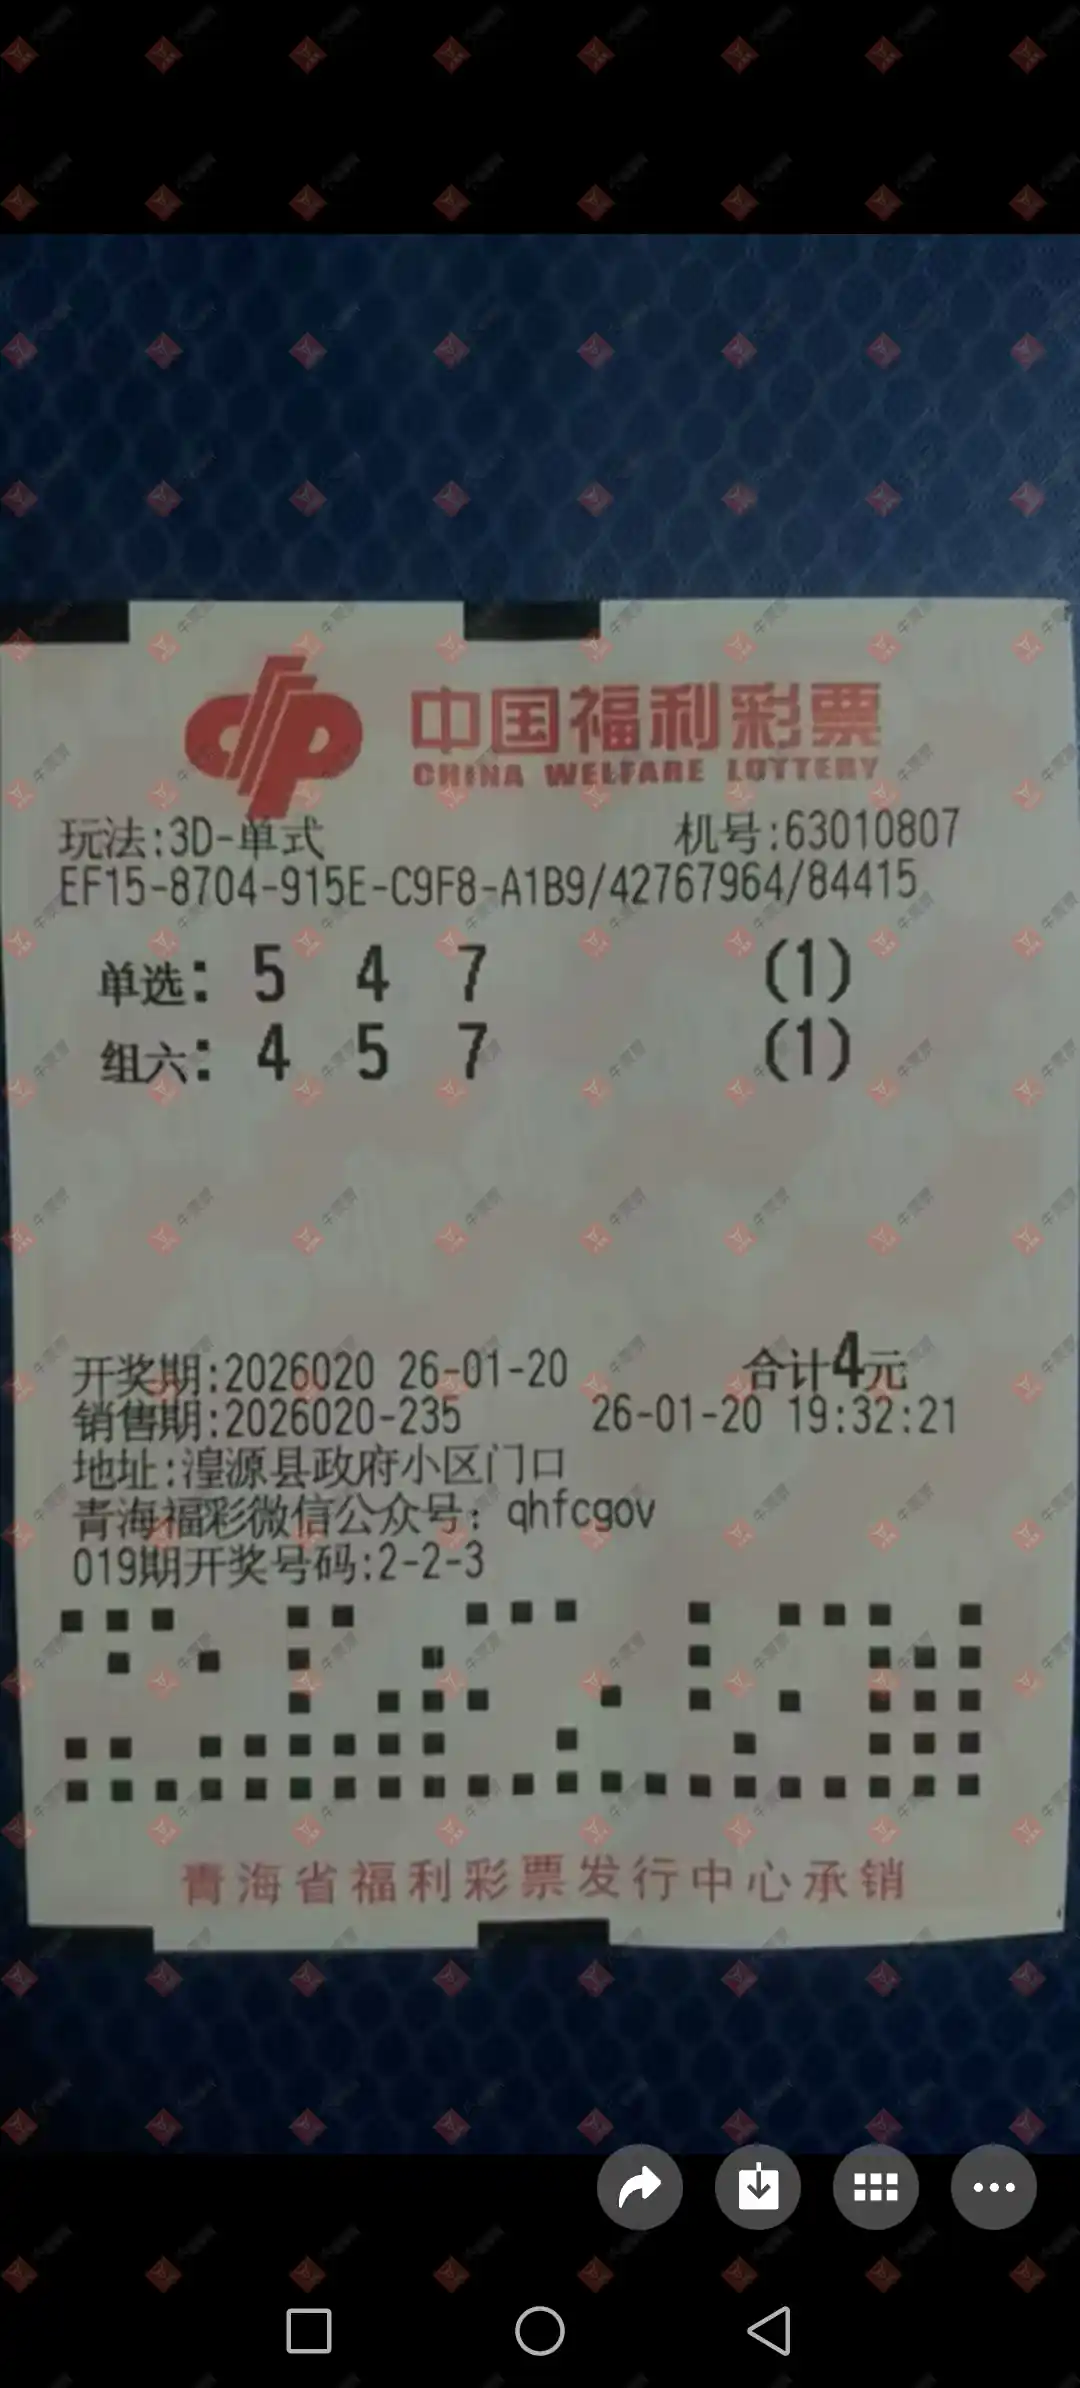 中国福利彩票
CHINA WELFARE LOTTERY
玩法:3D-单式 机号:63010807
EF15-8704-915E-C9F8-A1B9/42767964/84415
单选: 5 4 7 (1)
组六: 4 5 7 (1)
开奖期:2026020 26-01-20 合计4元
销售期:2026020-235 26-01-20 19:32:21
地址:湟源县政府小区门口
青海福彩微信公众号: qhfcgov
019期开奖号码:2-2-3
青海省福利彩票发行中心承销